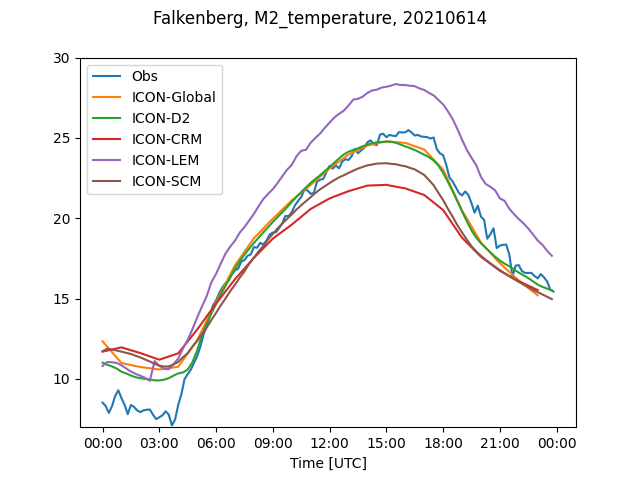 Falkenberg, M2_temperature, 20210614
30
25
20
15
10
Obs
ICON-Global
ICON-D2
ICON-CRM
ICON-LEM
ICON-SCM
00:00 03:00 06:00 09:00 12:00 15:00 18:00 21:00 00:00
Time [UTC]